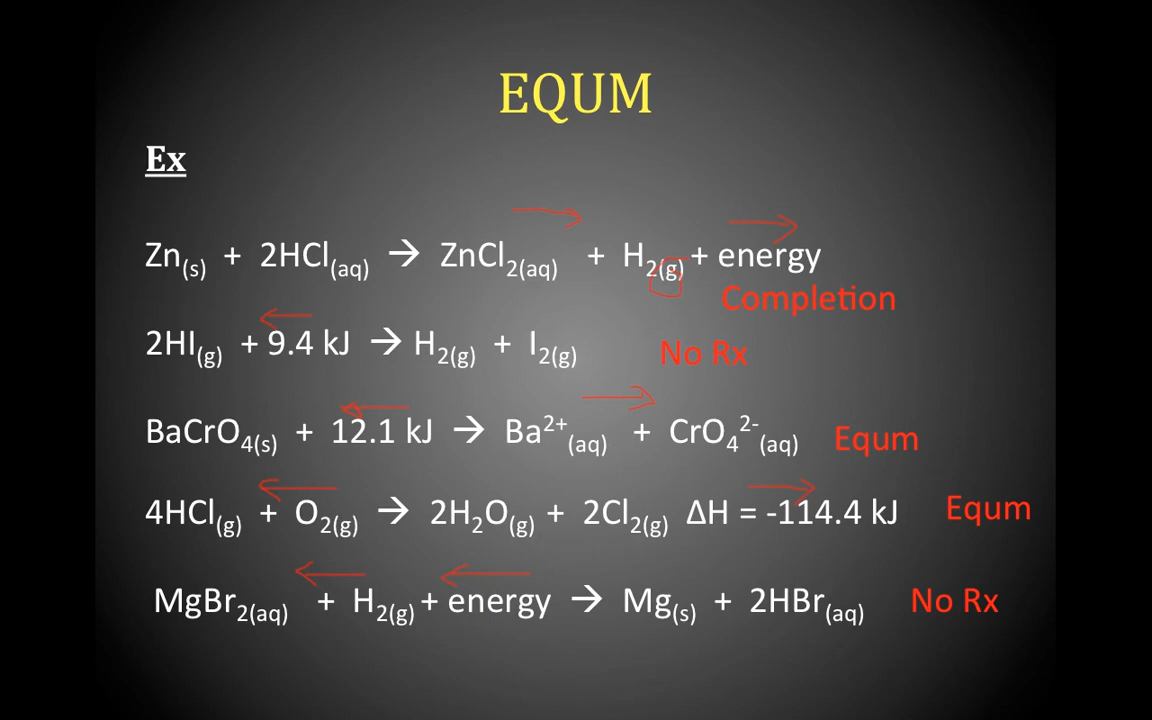 EQUM
Ex
Zn(s) + 2HCl(aq) → ZnCl2(aq) + H2(g) + energy
Completion
2HI(g) + 9.4 kJ → H2(g) + I2(g) No Rx
BaCrO4(s) + 12.1 kJ → Ba2+(aq) + CrO42-(aq) Equm
4HCl(g) + O2(g) → 2H2O(g) + 2Cl2(g) ΔH = -114.4 kJ Equm
MgBr2(aq) + H2(g) + energy → Mg(s) + 2HBr(aq) No Rx